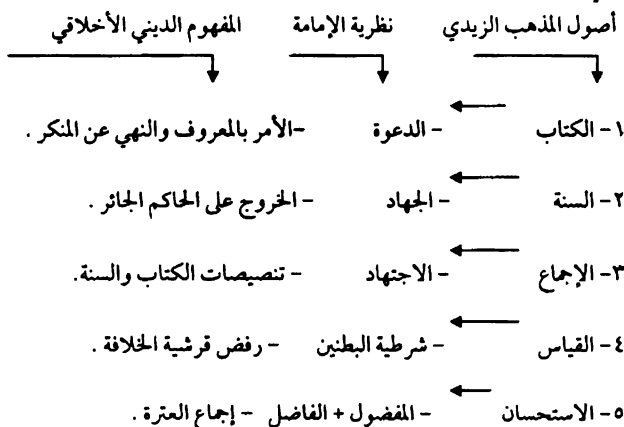 أصول المذهب الزيدي نظرية الإمامة المفهوم الديني الأخلاقي
١- الكتاب - الدعوة -الأمر بالمعروف والنهي عن المنكر .
٢- السنة - الجهاد - الخروج على الحاكم الجائر .
٣- الإجماع - الاجتهاد - تنصيصات الكتاب والسنة.
٤- القياس - شرطية البطنين - رفض قرشية الخلافة .
٥- الاستحسان - المفضول + الفاضل - إجماع العترة .